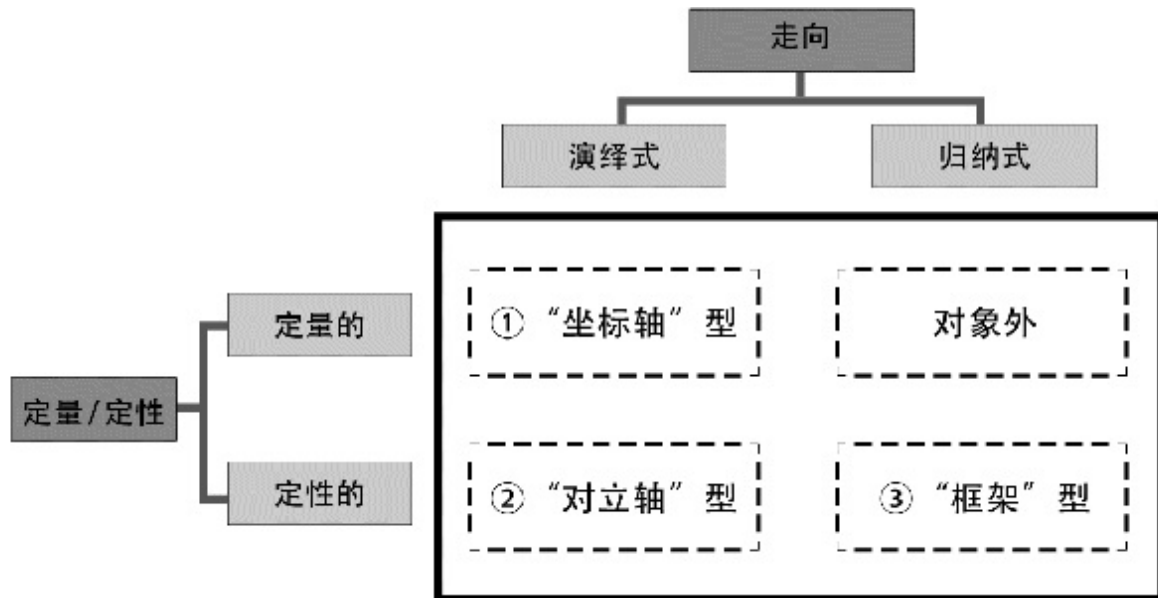 走向
演绎式
归纳式
定量/定性
定量的
① “坐标轴” 型
对象外
定性的
② “对立轴” 型
③ “框架” 型